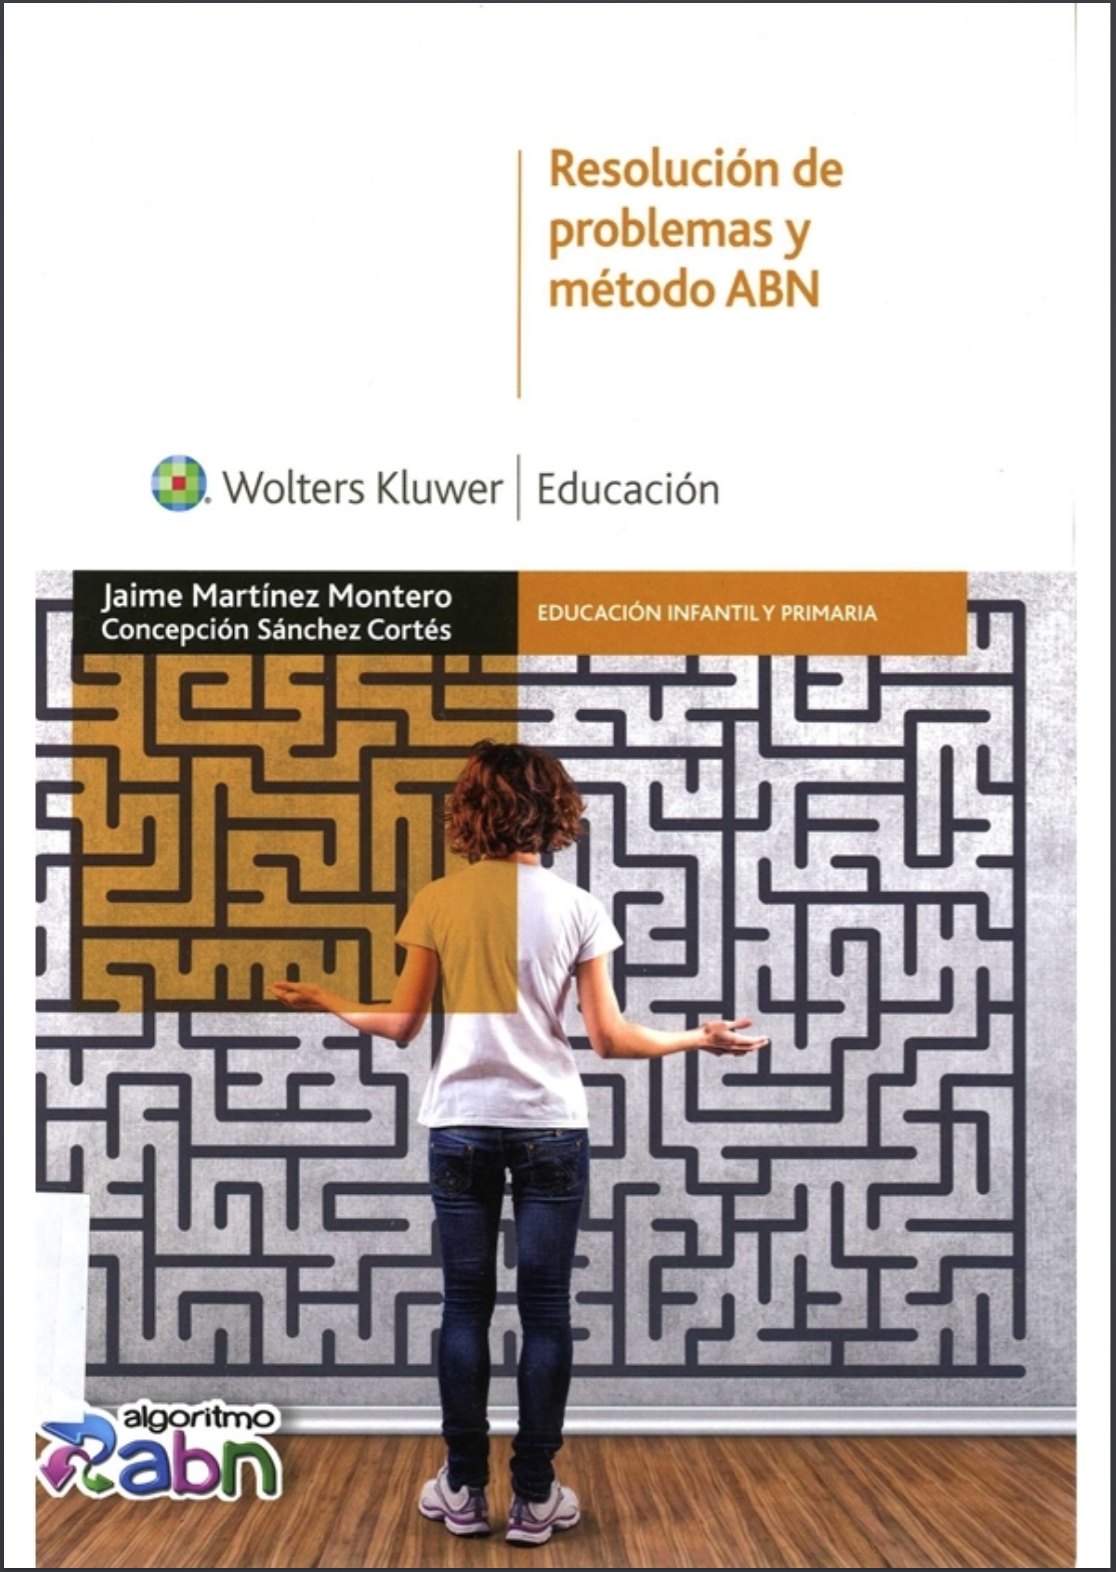 Resolución de
problemas y
método ABN
Wolters Kluwer Educación
Jaime Martínez Montero
Concepción Sánchez Cortés
EDUCACIÓN INFANTIL Y PRIMARIA
algoritmo
abn